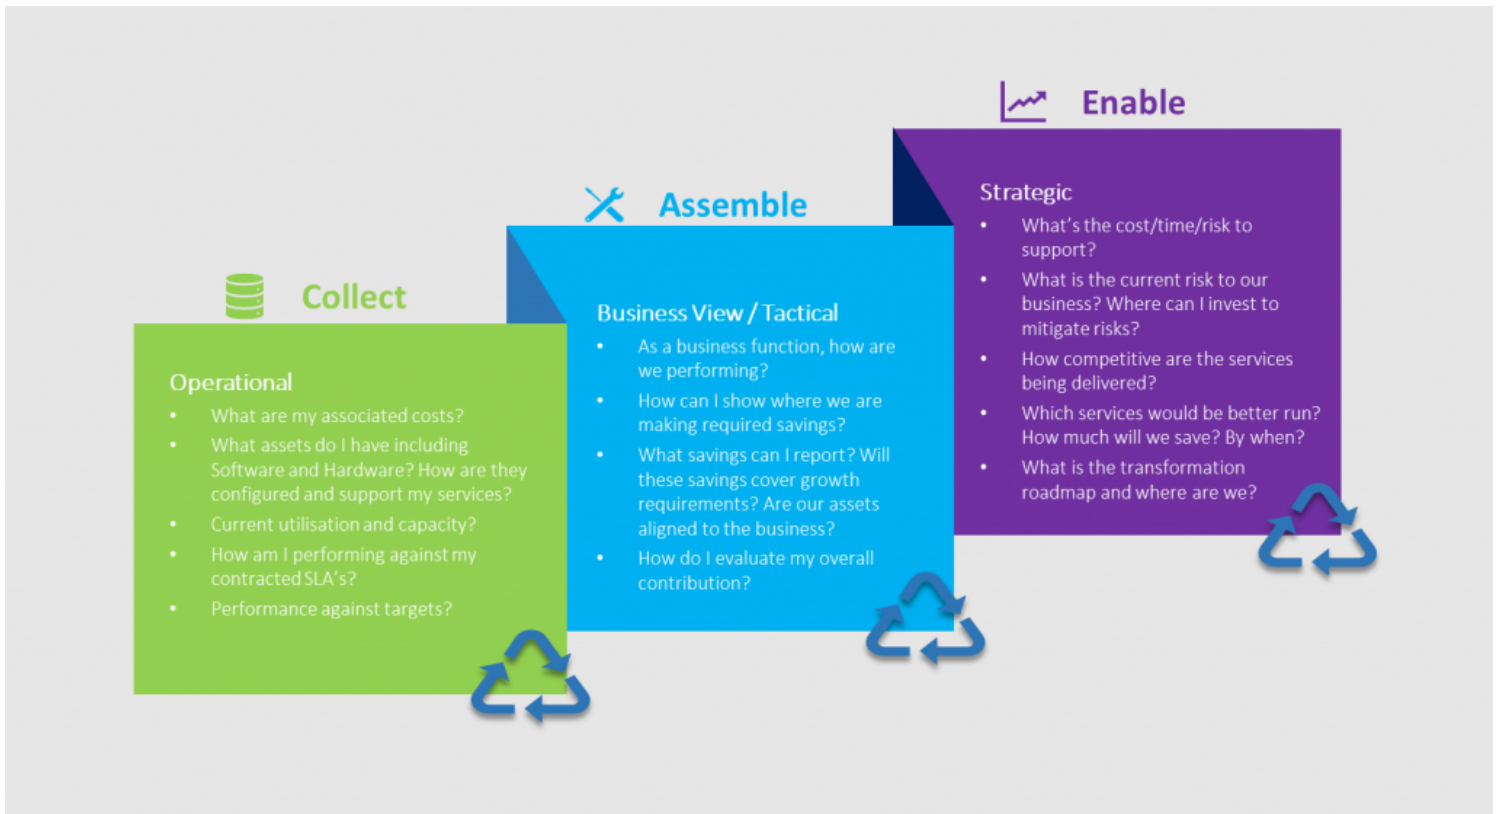 Collect
Operational
• What are my associated costs?
• What assets do I have including
Software and Hardware? How are they
configured and support my services?
• Current utilisation and capacity?
• How am I performing against my
contracted SLA's?
• Performance against targets?
Assemble
Business View / Tactical
• As a business function, how are
we performing?
• How can I show where we are
making required savings?
• What savings can I report? Will
these savings cover growth
requirements? Are our assets
aligned to the business?
• How do I evaluate my overall
contribution?
Enable
Strategic
• What's the cost/time/risk to
support?
• What is the current risk to our
business? Where can I invest to
mitigate risks?
• How competitive are the services
being delivered?
• Which services would be better run?
How much will we save? By when?
• What is the transformation
roadmap and where are we?